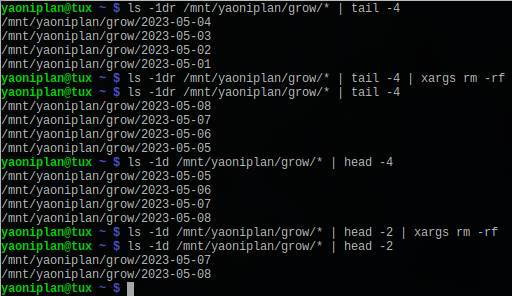 yaoniplan@tux ~ $ ls -1dr /mnt/yaoniplan/grow/* | tail -4
/mnt/yaoniplan/grow/2023-05-04
/mnt/yaoniplan/grow/2023-05-03
/mnt/yaoniplan/grow/2023-05-02
/mnt/yaoniplan/grow/2023-05-01
yaoniplan@tux ~ $ ls -1dr /mnt/yaoniplan/grow/* | tail -4 | xargs rm -rf
yaoniplan@tux ~ $ ls -1dr /mnt/yaoniplan/grow/* | tail -4
/mnt/yaoniplan/grow/2023-05-08
/mnt/yaoniplan/grow/2023-05-07
/mnt/yaoniplan/grow/2023-05-06
/mnt/yaoniplan/grow/2023-05-05
yaoniplan@tux ~ $ ls -1d /mnt/yaoniplan/grow/* | head -4
/mnt/yaoniplan/grow/2023-05-05
/mnt/yaoniplan/grow/2023-05-06
/mnt/yaoniplan/grow/2023-05-07
/mnt/yaoniplan/grow/2023-05-08
yaoniplan@tux ~ $ ls -1d /mnt/yaoniplan/grow/* | head -2 | xargs rm -rf
yaoniplan@tux ~ $ ls -1d /mnt/yaoniplan/grow/* | head -2
/mnt/yaoniplan/grow/2023-05-07
/mnt/yaoniplan/grow/2023-05-08
yaoniplan@tux ~ $